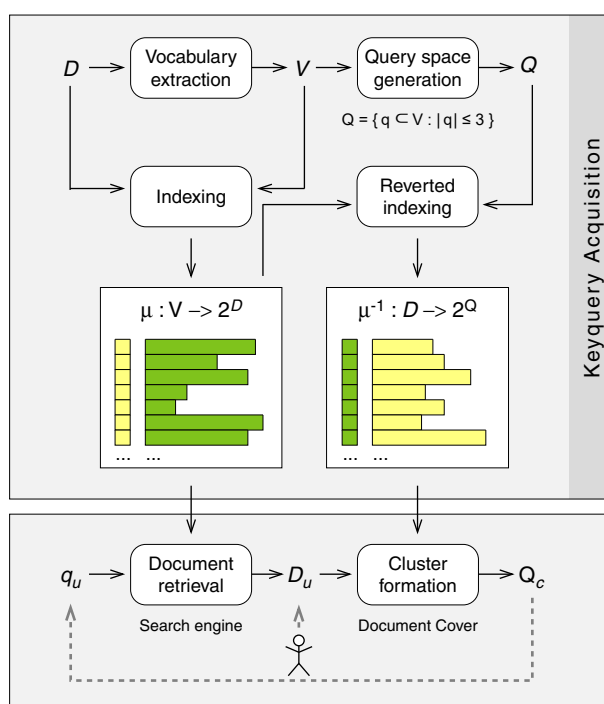 D
Vocabulary
extraction
V
Query space
generation
Q
Q = { q ⊂ V : | q | ≤ 3 }
Indexing
Reverted
indexing
Keyquery Acquisition
μ : V –> 2^D
... ...
μ^-1 : D –> 2^Q
... ...
q_u
Document
retrieval
D_u
Cluster
formation
Q_c
Search engine
Document Cover